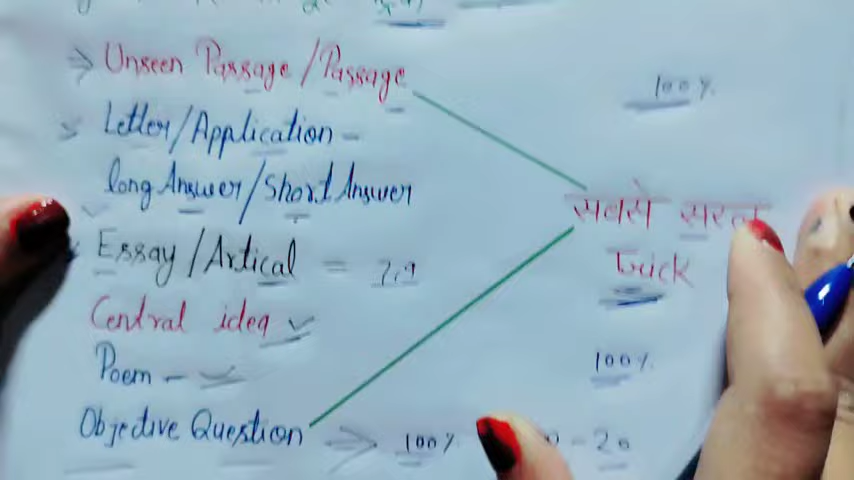 ⇒ Unseen Passage / Passage
100%
Letter/Application -
long Answer/Short Answer
सबसे सरल
Essay / Artical =
Trick
Central idea ✓
100%
Poem -
Objective Question ⇒ 100% - 20